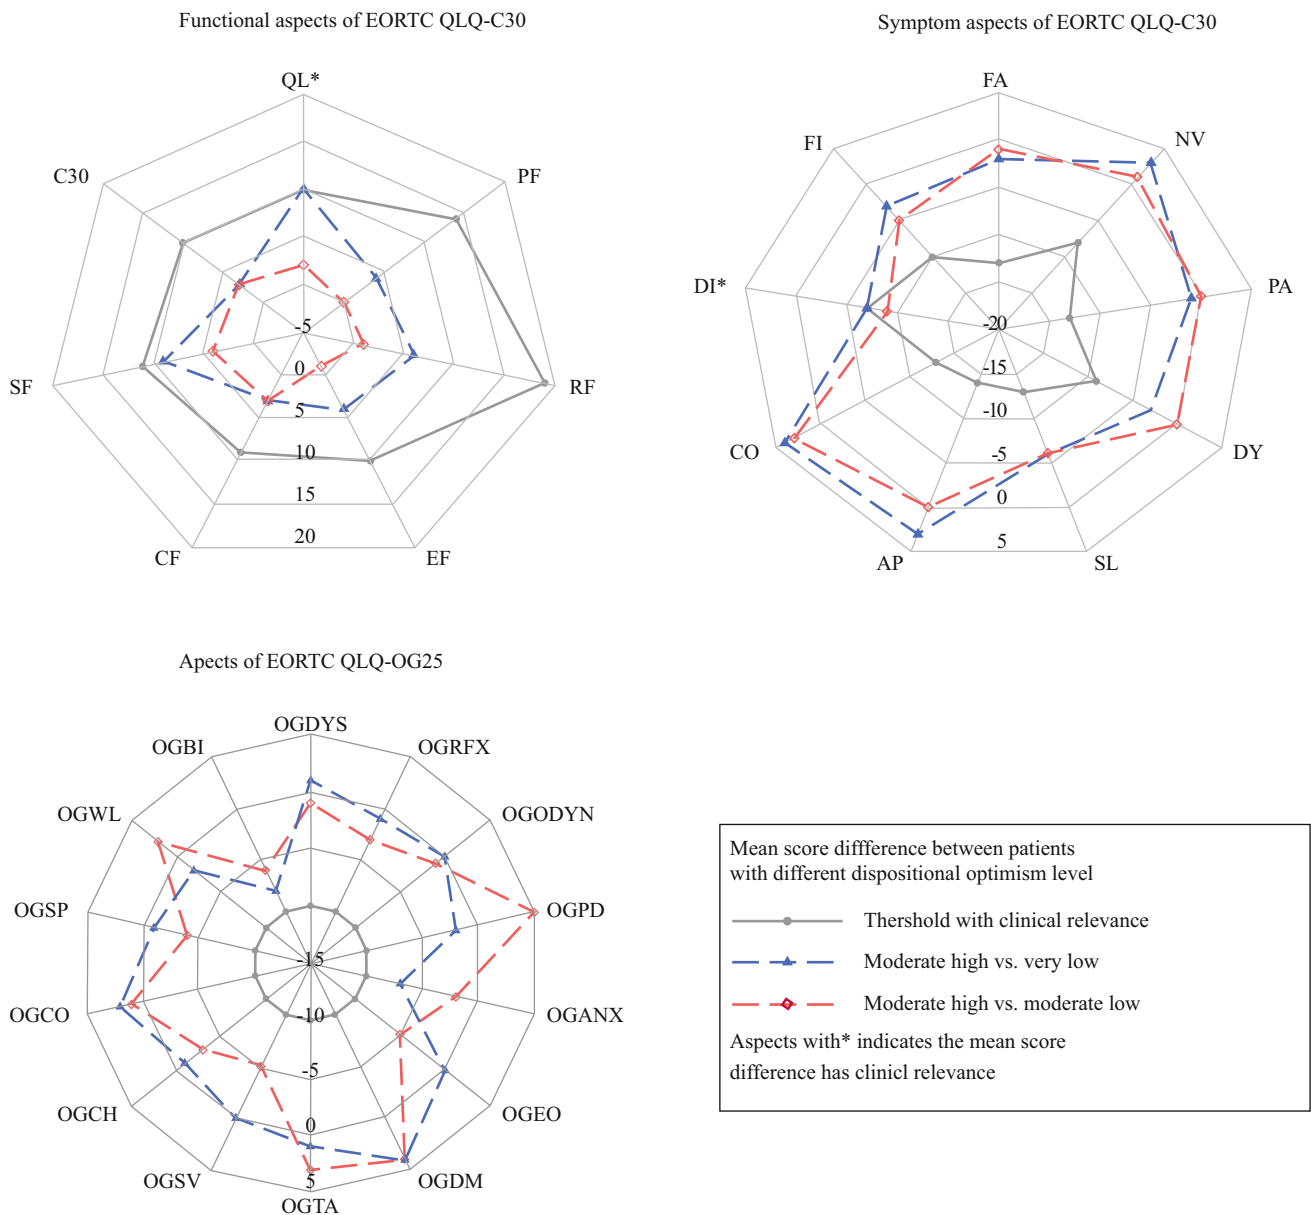 Functional aspects of EORTC QLQ-C30
QL*
PF
RF
EF
CF
SF
C30
-5
0
5
10
15
20
Symptom aspects of EORTC QLQ-C30
FA
NV
PA
DY
SL
AP
CO
DI*
FI
-20
-15
-10
-5
0
5
Apects of EORTC QLQ-OG25
OGDYS
OGRFX
OGODYN
OGPD
OGANX
OGEO
OGDM
OGTA
OGSV
OGCH
OGCO
OGSP
OGWL
OGBI
-15
-10
-5
0
5
Mean score diffference between patients
with different dispositional optimism level
Thershold with clinical relevance
Moderate high vs. very low
Moderate high vs. moderate low
Aspects with* indicates the mean score
difference has clinicl relevance